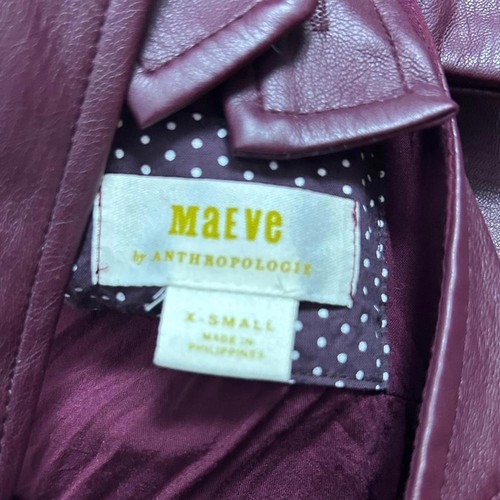 MaEVe
by ANTHROPOLOGIE
X-SMALL
MADE IN
PHILIPPINES